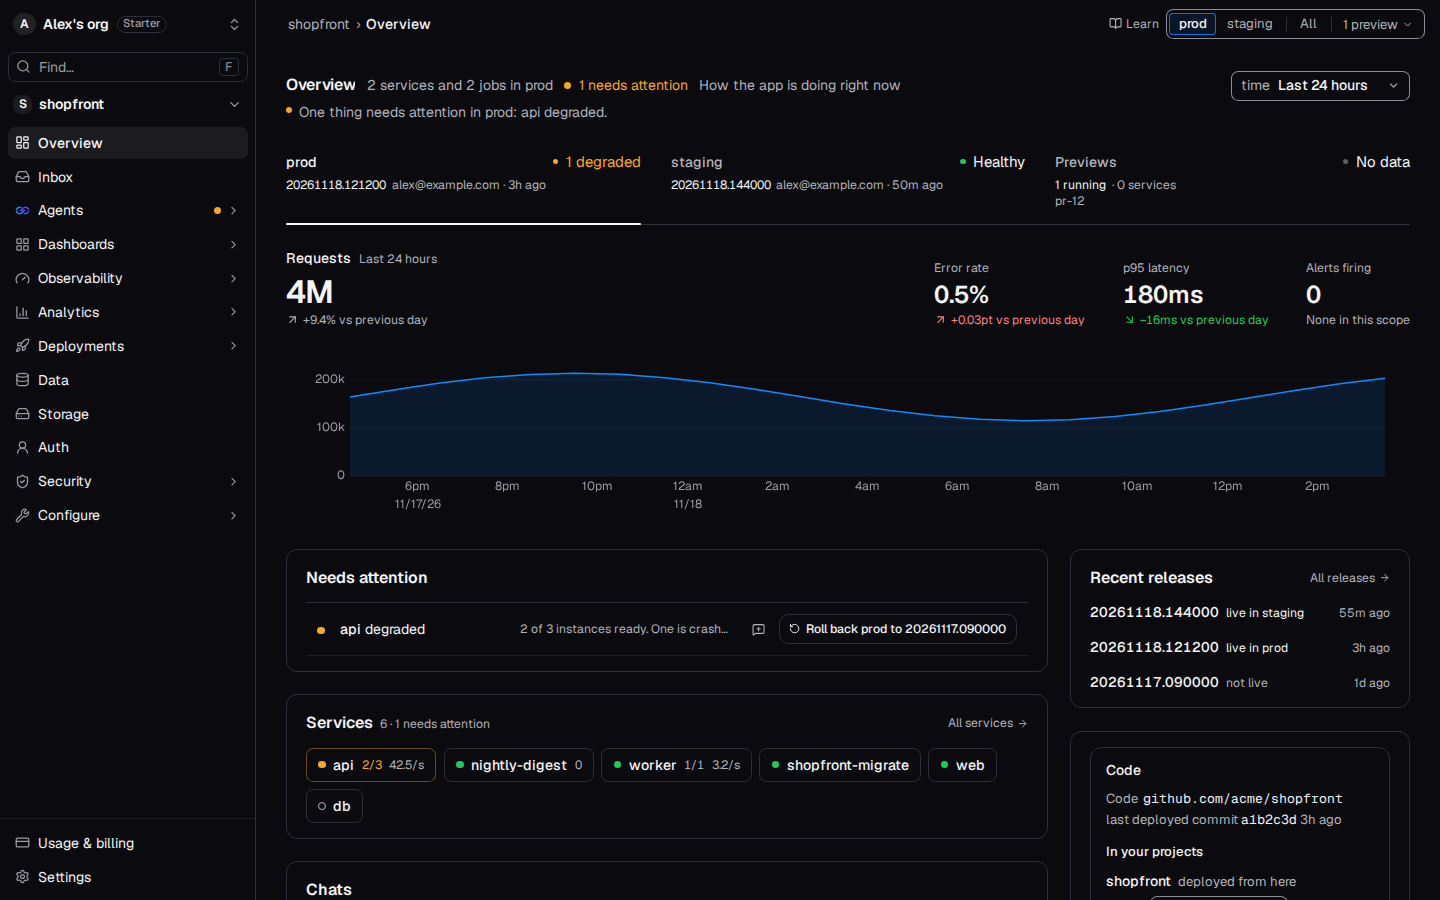 A Alex's org Starter
Find... F
S shopfront
Overview
Inbox
Agents
Dashboards
Observability
Analytics
Deployments
Data
Storage
Auth
Security
Configure
Usage & billing
Settings
shopfront › Overview
Learn prod staging All 1 preview
Overview 2 services and 2 jobs in prod 1 needs attention How the app is doing right now
time Last 24 hours
One thing needs attention in prod: api degraded.
prod 1 degraded
20261118.121200 alex@example.com · 3h ago
staging Healthy
20261118.144000 alex@example.com · 50m ago
Previews No data
1 running · 0 services
pr-12
Requests Last 24 hours
4M
+9.4% vs previous day
Error rate
0.5%
+0.03pt vs previous day
p95 latency
180ms
−16ms vs previous day
Alerts firing
0
None in this scope
200k
100k
0
6pm 8pm 10pm 12am 2am 4am 6am 8am 10am 12pm 2pm
11/17/26 11/18
Needs attention
api degraded 2 of 3 instances ready. One is crash... Roll back prod to 20261117.090000
Services 6 · 1 needs attention All services →
api 2/3 42.5/s nightly-digest 0 worker 1/1 3.2/s shopfront-migrate web
db
Chats
Recent releases All releases →
20261118.144000 live in staging 55m ago
20261118.121200 live in prod 3h ago
20261117.090000 not live 1d ago
Code
Code github.com/acme/shopfront
last deployed commit a1b2c3d 3h ago
In your projects
shopfront deployed from here